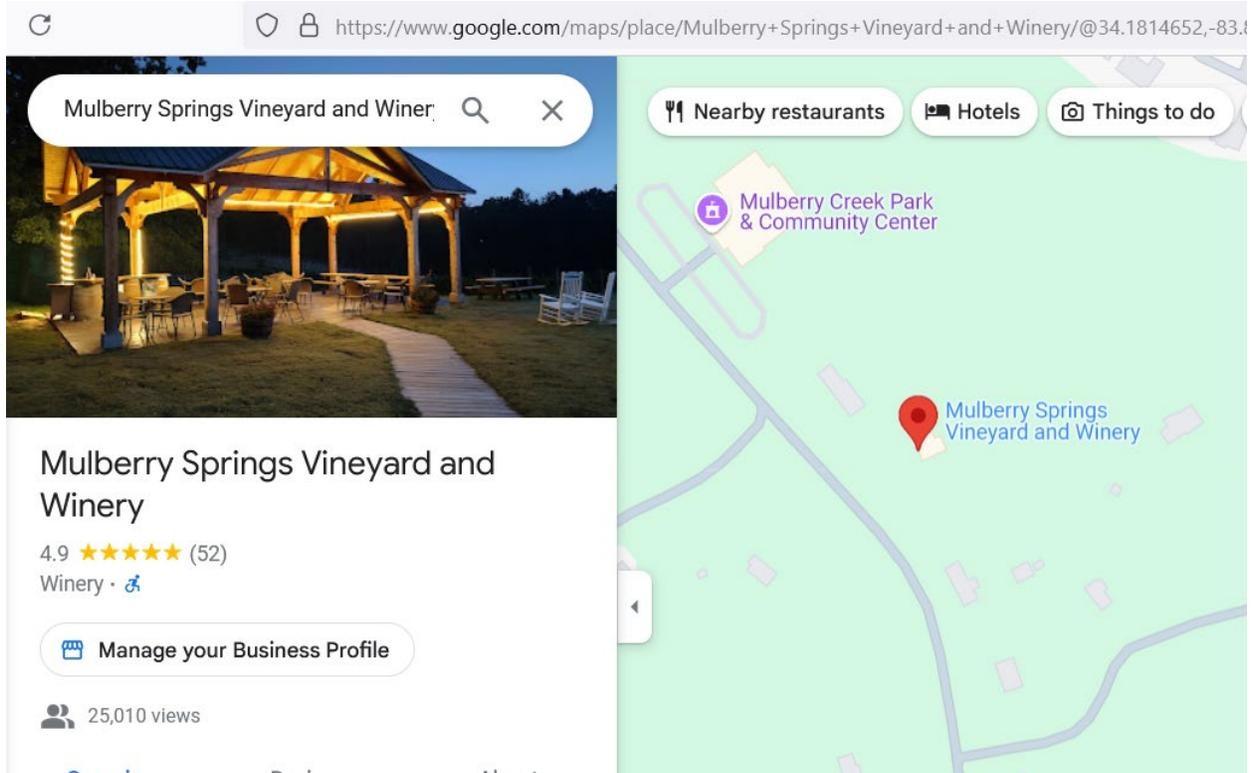 https://www.google.com/maps/place/Mulberry+Springs+Vineyard+and+Winery/@34.1814652,-83.8
Mulberry Springs Vineyard and Winer
Nearby restaurants
Hotels
Things to do
Mulberry Creek Park
& Community Center
Mulberry Springs
Vineyard and Winery
Mulberry Springs Vineyard and
Winery
4.9 (52)
Winery ·
Manage your Business Profile
25,010 views